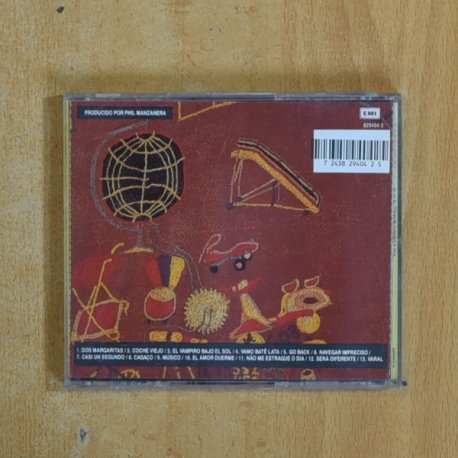 PRODUCIDO POR PHIL MANZANERA
EMI
829404 2
7 2438 29404 2 5
1. DOS MARGARITAS / 2. COCHE VIEJO / 3. EL VAMPIRO BAJO EL SOL / 4. VAMO BATÊ LATA / 5. GO BACK / 6. NAVEGAR IMPRECISO /
7. CASI UN SEGUNDO / 8. CAGAÇO / 9. MÚSICO / 10. EL AMOR DUERME / 11. NÃO ME ESTRAGUE O DIA / 12. SERÁ DIFERENTE / 13. VARAL